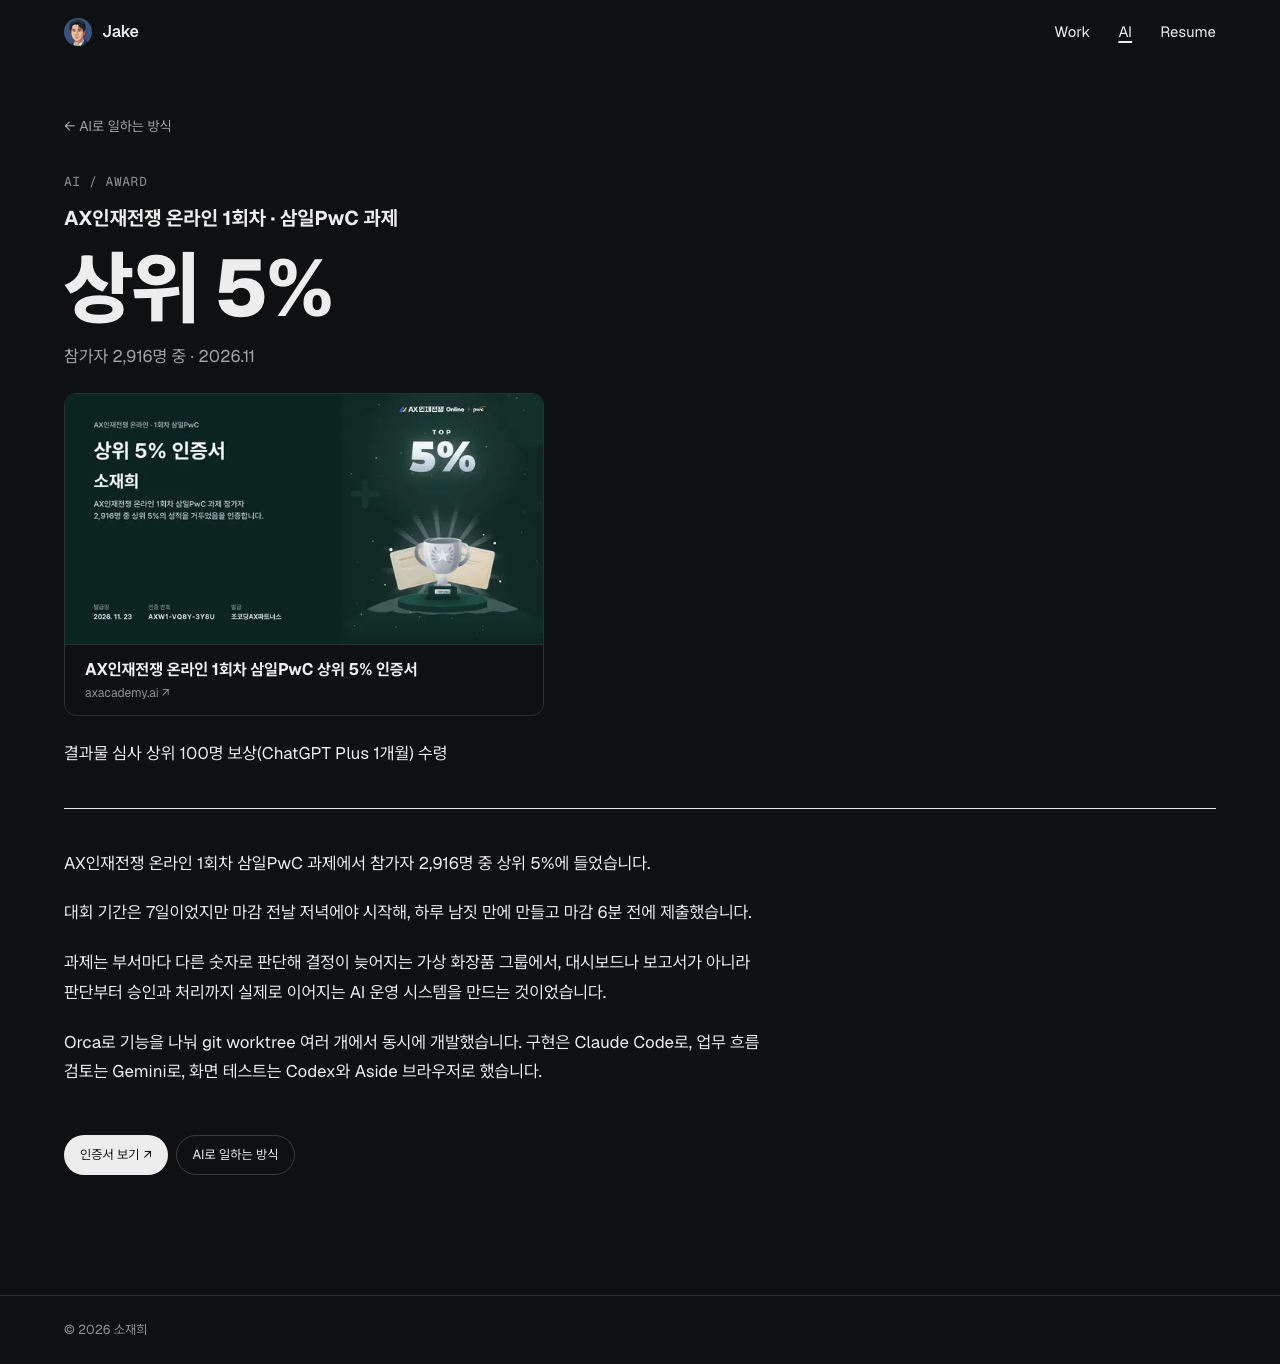 Jake
Work
AI
Resume
← AI로 일하는 방식
AI / AWARD
AX인재전쟁 온라인 1회차 · 삼일PwC 과제
상위 5%
참가자 2,916명 중 · 2026.11
AX인재전쟁 Online | pwc
AX인재전쟁 온라인 · 1회차 삼일PwC
상위 5% 인증서
소재희
AX인재전쟁 온라인 1회차 삼일PwC 과제 참가자
2,916명 중 상위 5%의 성적을 거두었음을 인증합니다.
TOP
5%
발급일
2026. 11. 23
인증 번호
AXW1-VQ8Y-3Y8U
발급
조코딩AX파트너스
AX인재전쟁 온라인 1회차 삼일PwC 상위 5% 인증서
axacademy.ai ↗
결과물 심사 상위 100명 보상(ChatGPT Plus 1개월) 수령
AX인재전쟁 온라인 1회차 삼일PwC 과제에서 참가자 2,916명 중 상위 5%에 들었습니다.
대회 기간은 7일이었지만 마감 전날 저녁에야 시작해, 하루 남짓 만에 만들고 마감 6분 전에 제출했습니다.
과제는 부서마다 다른 숫자로 판단해 결정이 늦어지는 가상 화장품 그룹에서, 대시보드나 보고서가 아니라
판단부터 승인과 처리까지 실제로 이어지는 AI 운영 시스템을 만드는 것이었습니다.
Orca로 기능을 나눠 git worktree 여러 개에서 동시에 개발했습니다. 구현은 Claude Code로, 업무 흐름
검토는 Gemini로, 화면 테스트는 Codex와 Aside 브라우저로 했습니다.
인증서 보기 ↗
AI로 일하는 방식
© 2026 소재희